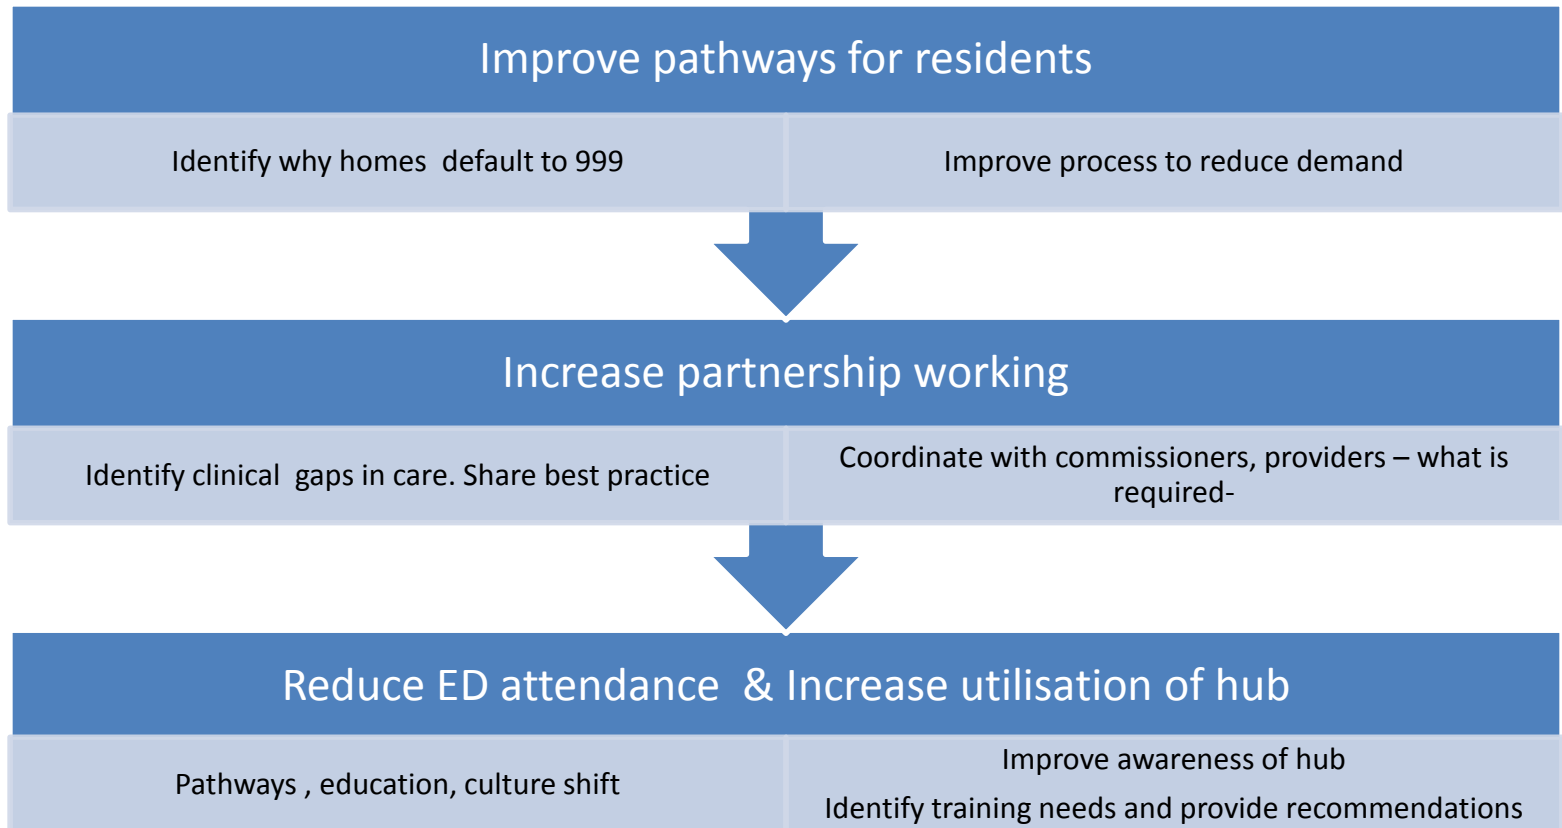 Improve pathways for residents
Identify why homes  default to 999
Improve process to reduce demand
Increase partnership working
Identify clinical  gaps in care. Share best practice
Coordinate with commissioners, providers – what is
required-
Reduce ED attendance  & Increase utilisation of hub
Pathways , education, culture shift
Improve awareness of hub
Identify training needs and provide recommendations